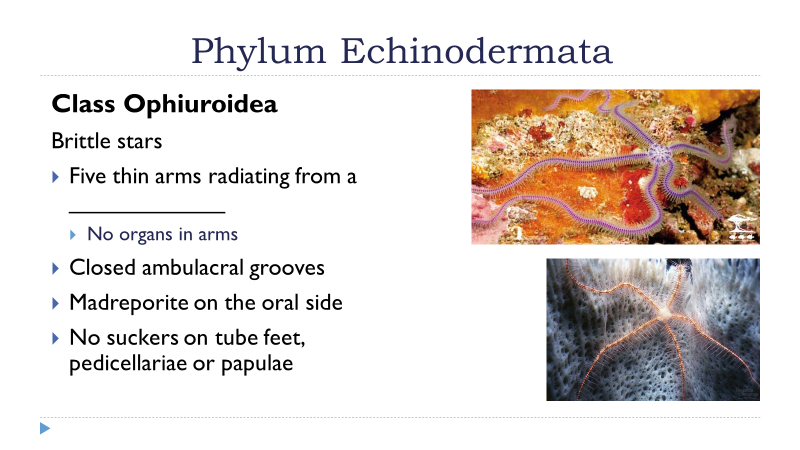 Phylum Echinodermata
Class Ophiuroidea
Brittle stars
Five thin arms radiating from a
______________
No organs in arms
Closed ambulacral grooves
Madreporite on the oral side
No suckers on tube feet,
pedicellariae or papulae